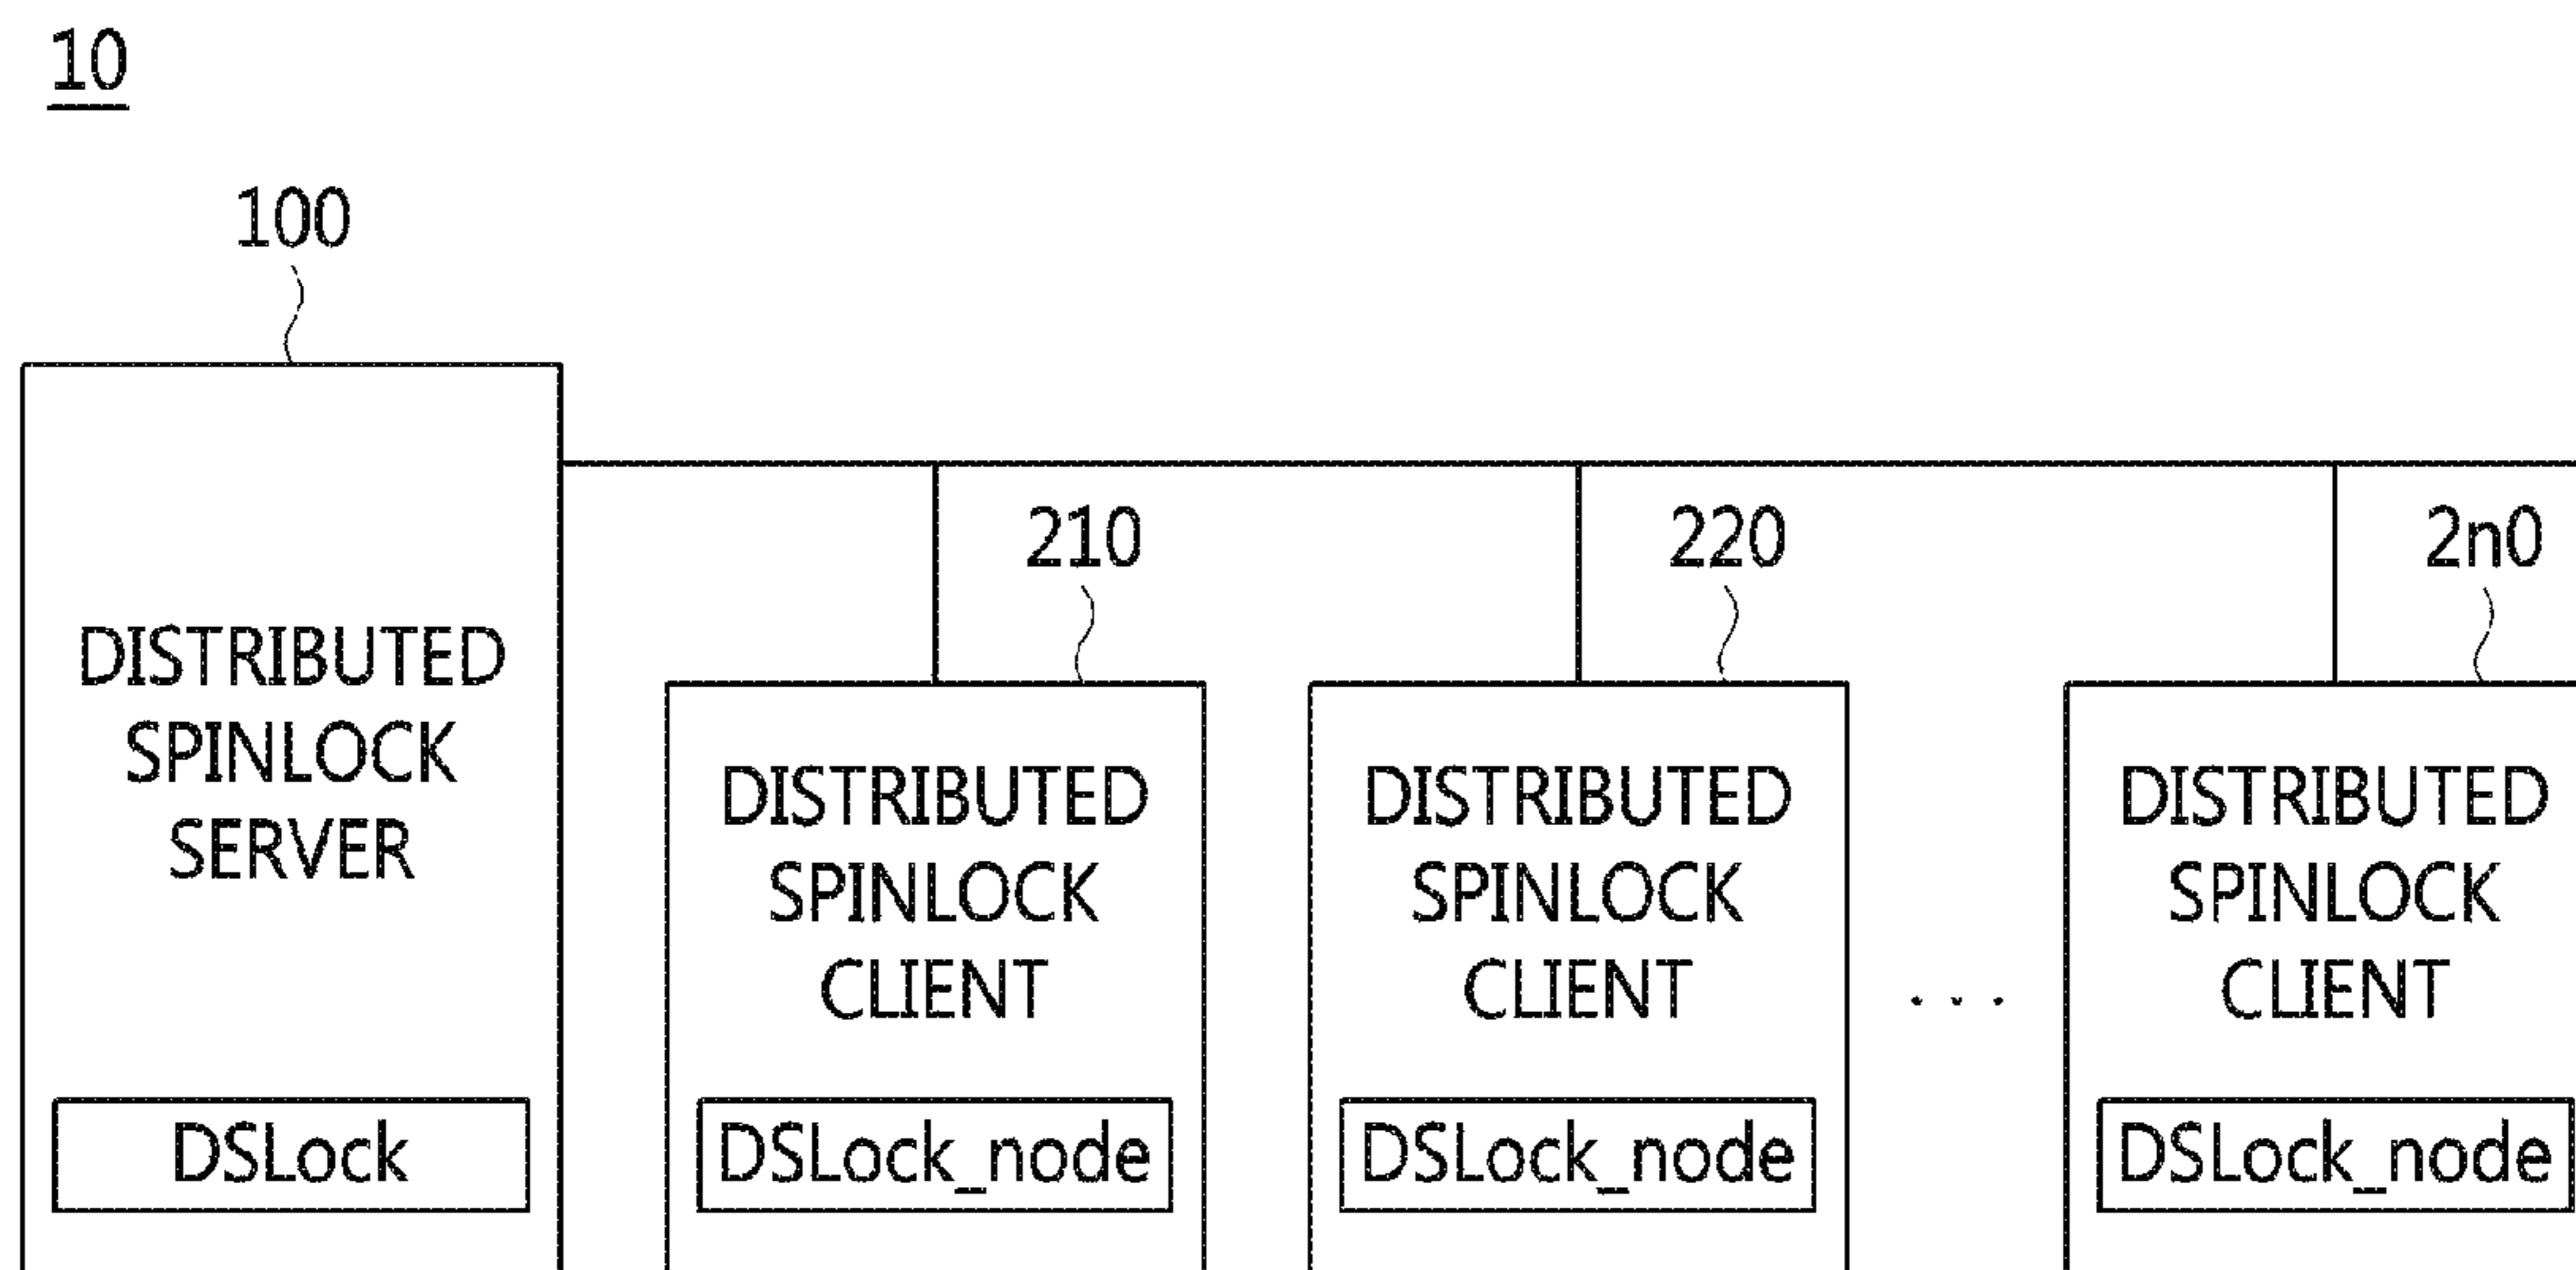 10
100
210
220
2n0
DISTRIBUTED
SPINLOCK
SERVER
DSLock
DISTRIBUTED
SPINLOCK
CLIENT
DSLock_node
DISTRIBUTED
SPINLOCK
CLIENT
DSLock_node
. . .
DISTRIBUTED
SPINLOCK
CLIENT
DSLock_node